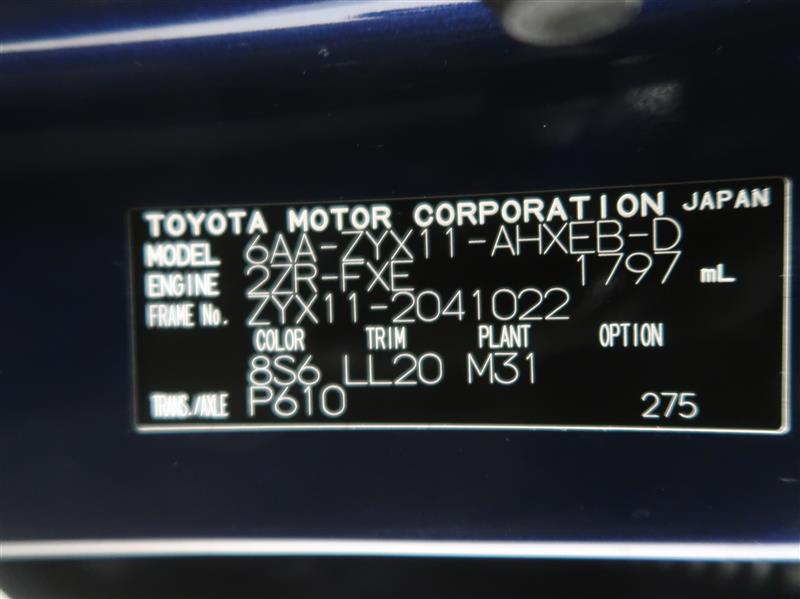 TOYOTA MOTOR CORPORATION JAPAN
MODEL 6AA-ZYX11-AHXEB-D
ENGINE 2ZR-FXE 1797 mL
FRAME No. ZYX11-2041022
COLOR TRIM PLANT OPTION
8S6 LL20 M31
TRANS./AXLE P610 275